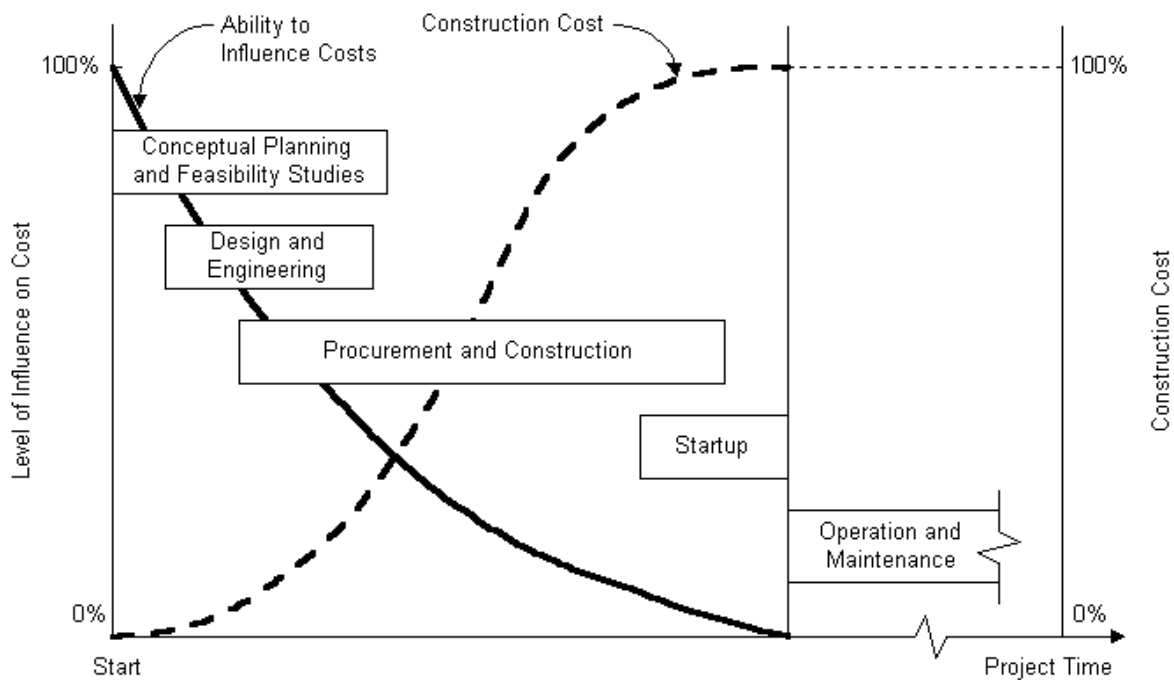 Ability to
Influence Costs
Construction Cost
100%
100%
Conceptual Planning
and Feasibility Studies
Design and
Engineering
Level of Influence on Cost
Construction Cost
Procurement and Construction
Startup
Operation and
Maintenance
0%
0%
Start
Project Time